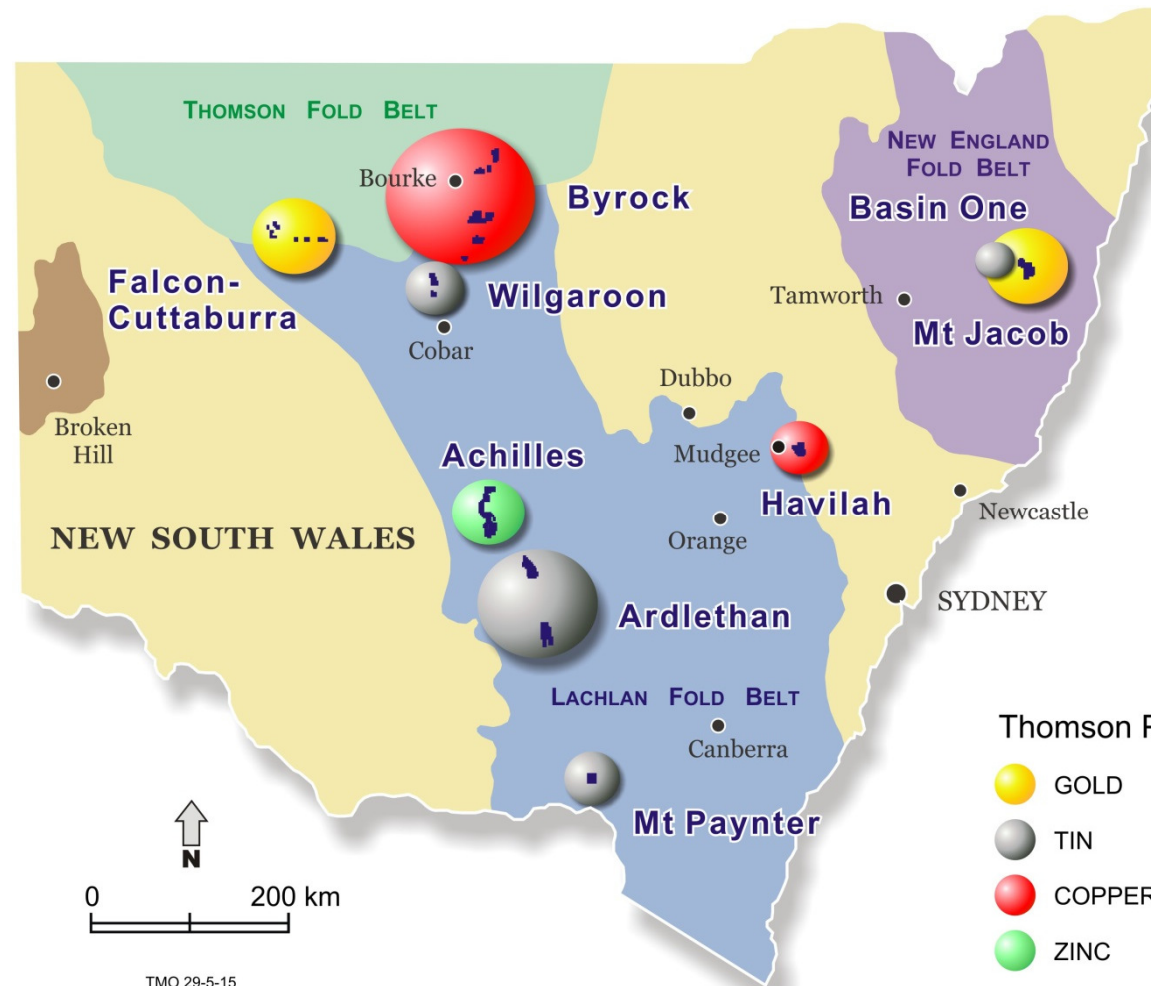 THOMSON FOLD BELT
NEW ENGLAND
FOLD BELT
Bourke
Byrock
Basin One
Falcon-
Cuttaburra
Wilgaroon
Tamworth
Mt Jacob
Cobar
Dubbo
Broken
Hill
Achilles
Mudgee
Havilah
Newcastle
NEW SOUTH WALES
Orange
SYDNEY
Ardlethan
LACHLAN FOLD BELT
Canberra
Mt Paynter
Thomson
GOLD
TIN
COPPER
ZINC
N
0 200 km
TMO 29-5-15